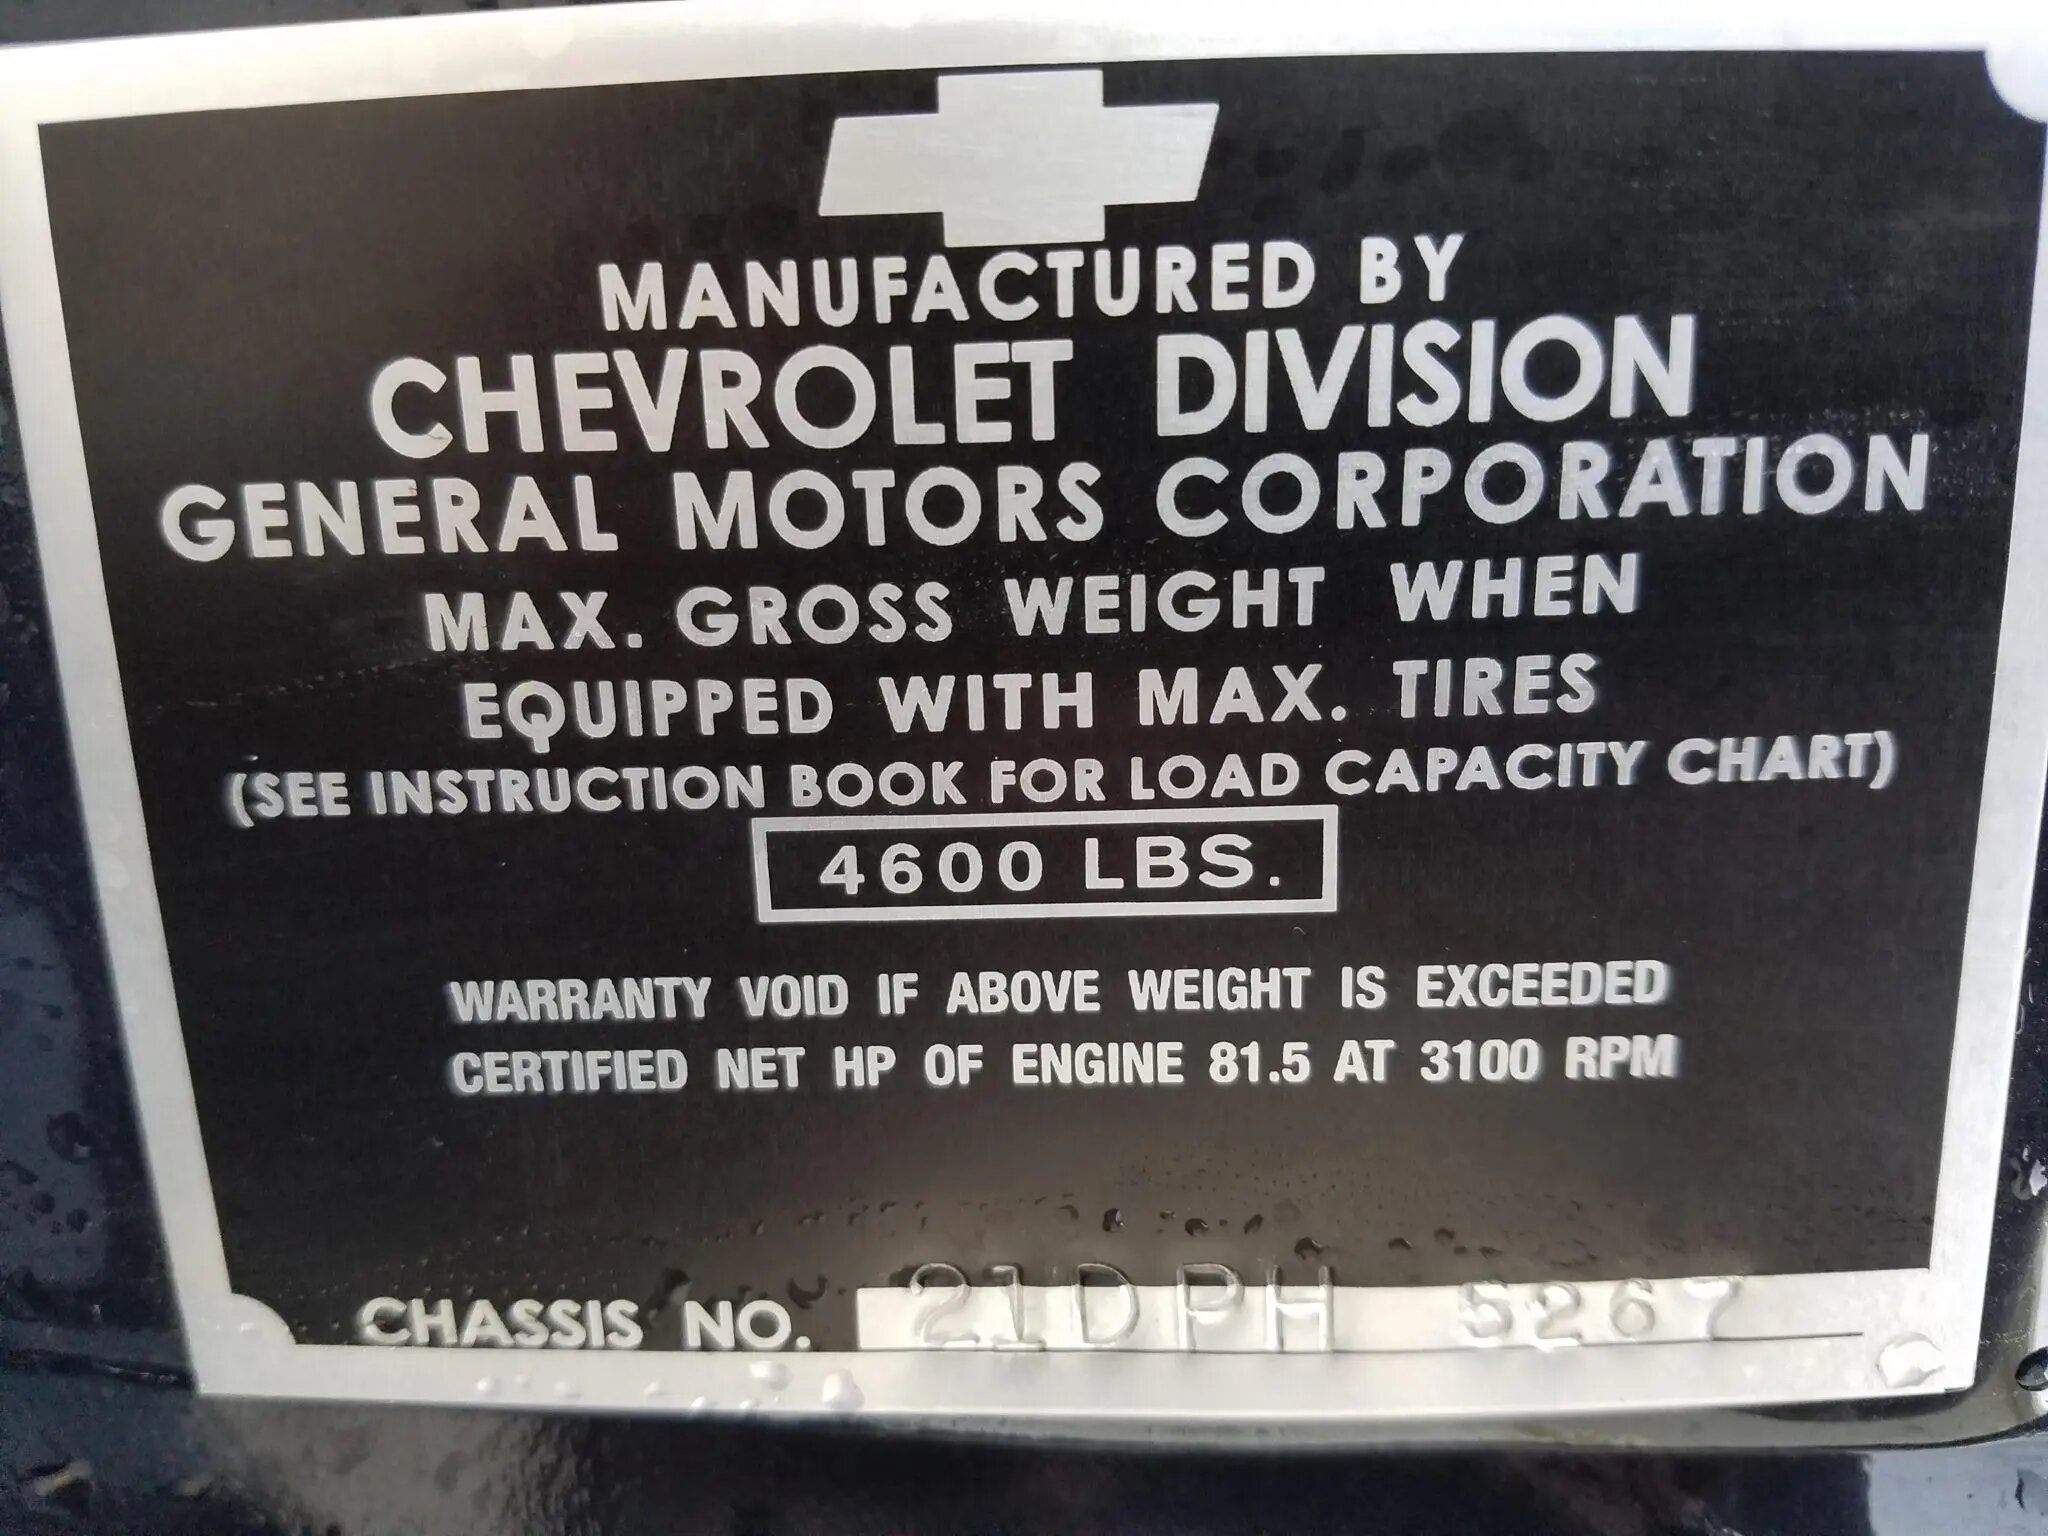 MANUFACTURED BY
CHEVROLET DIVISION
GENERAL MOTORS CORPORATION
MAX. GROSS WEIGHT WHEN
EQUIPPED WITH MAX. TIRES
(SEE INSTRUCTION BOOK FOR LOAD CAPACITY CHART)
4600 LBS.
WARRANTY VOID IF ABOVE WEIGHT IS EXCEEDED
CERTIFIED NET HP OF ENGINE 81.5 AT 3100 RPM
CHASSIS NO. 21DPH 5267